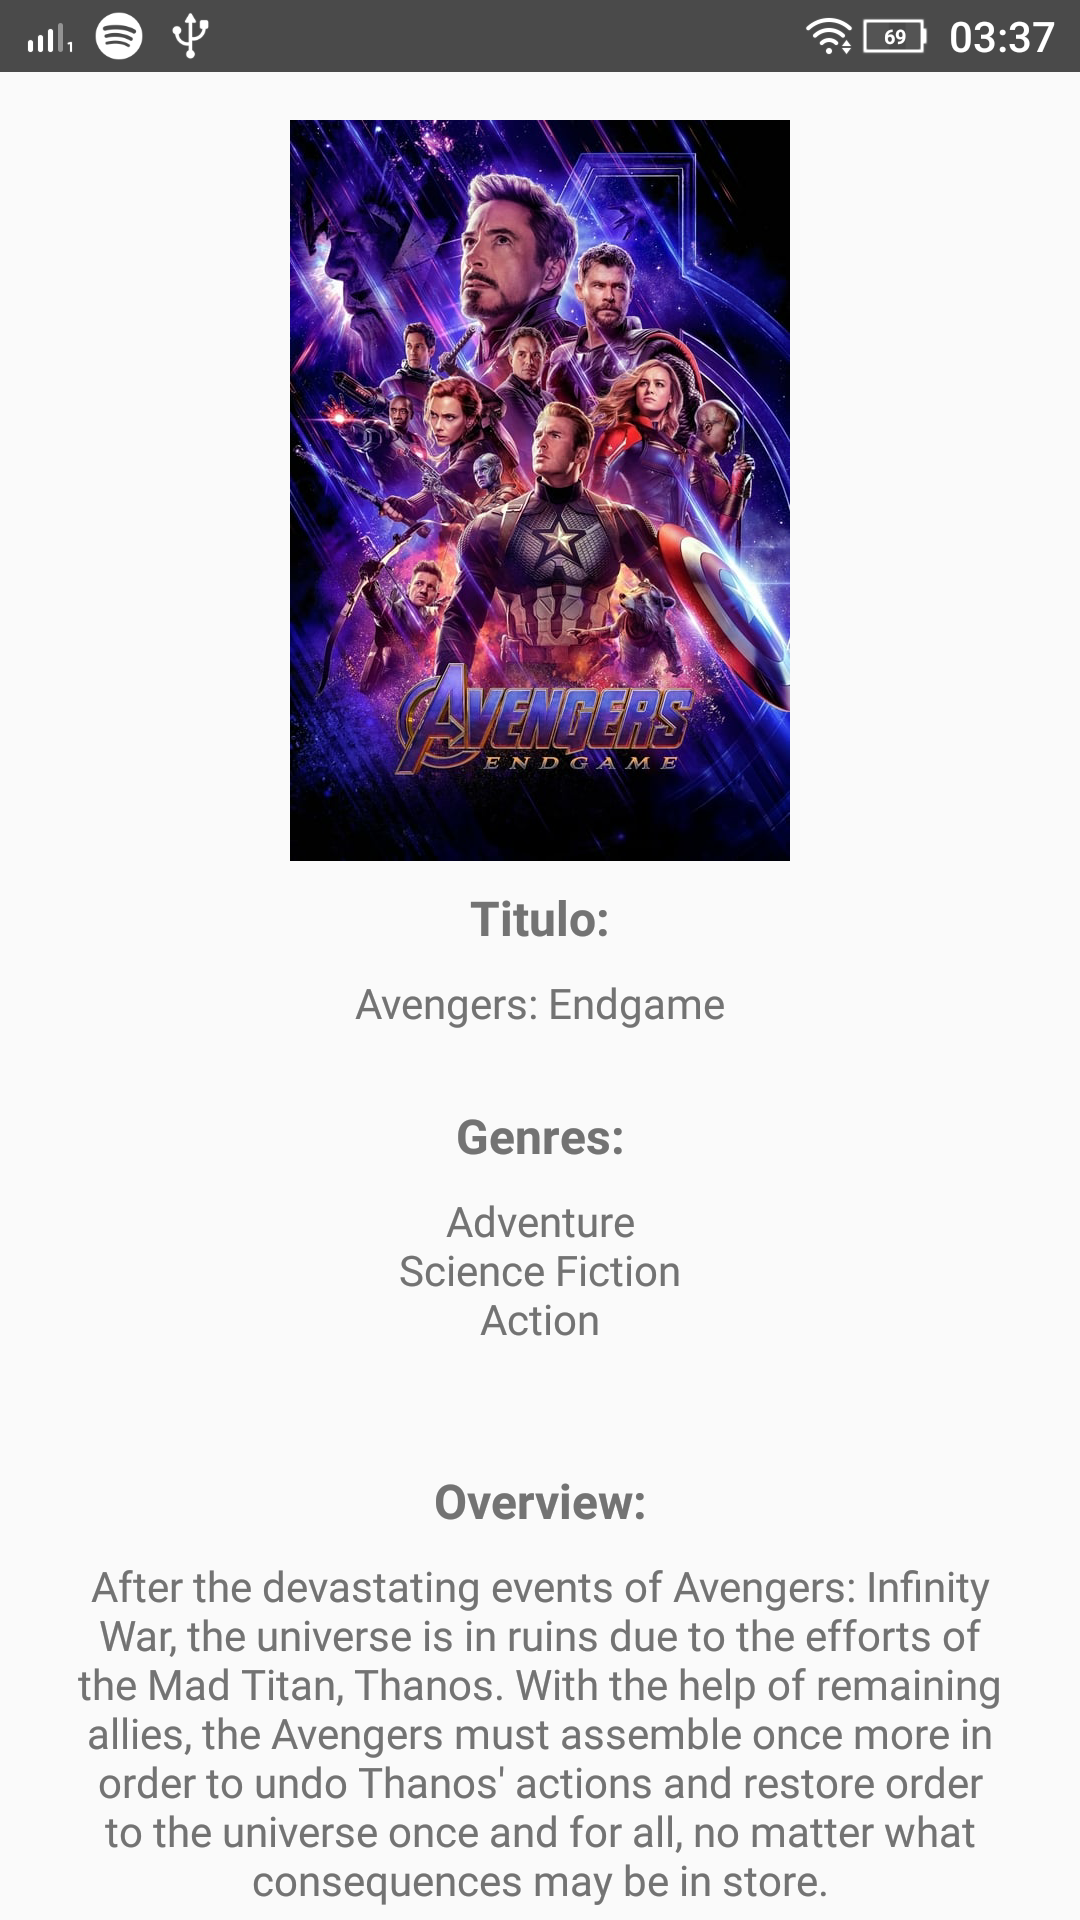 1
69
03:37
AVENGERS
ENDGAME
Titulo:
Avengers: Endgame
Genres:
Adventure
Science Fiction
Action
Overview:
After the devastating events of Avengers: Infinity
War, the universe is in ruins due to the efforts of
the Mad Titan, Thanos. With the help of remaining
allies, the Avengers must assemble once more in
order to undo Thanos' actions and restore order
to the universe once and for all, no matter what
consequences may be in store.